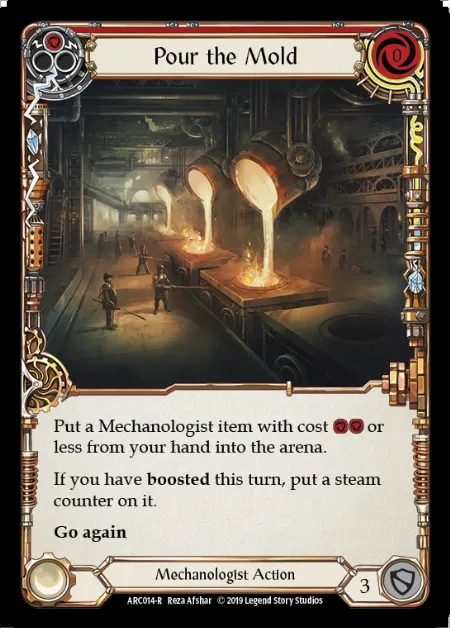 Pour the Mold
0
Put a Mechanologist item with cost or
less from your hand into the arena.
If you have boosted this turn, put a steam
counter on it.
Go again
Mechanologist Action
3
ARC014-R Reza Afshar © 2019 Legend Story Studios